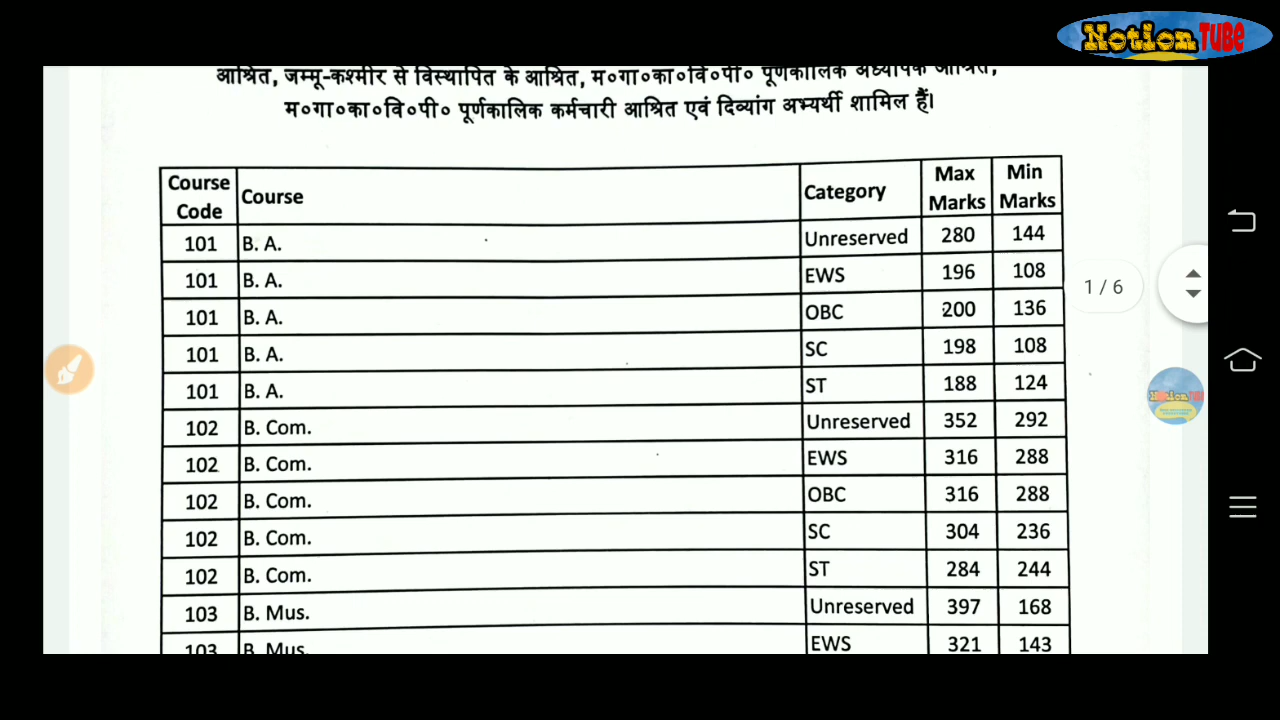 Notion TUBE
आश्रित, जम्मू-कश्मीर से विस्थापित के आश्रित, म०गा०का०वि०पी० पूर्णकालिक अध्यापक आश्रित,
म०गा०का०वि०पी० पूर्णकालिक कर्मचारी आश्रित एवं दिव्यांग अभ्यर्थी शामिल हैं।
Course Code Course Category Max Marks Min Marks
101 B. A. Unreserved 280 144
101 B. A. EWS 196 108
101 B. A. OBC 200 136
101 B. A. SC 198 108
101 B. A. ST 188 124
102 B. Com. Unreserved 352 292
102 B. Com. EWS 316 288
102 B. Com. OBC 316 288
102 B. Com. SC 304 236
102 B. Com. ST 284 244
103 B. Mus. Unreserved 397 168
103 B. Mus. EWS 321 143
1 / 6
NotionTUBE